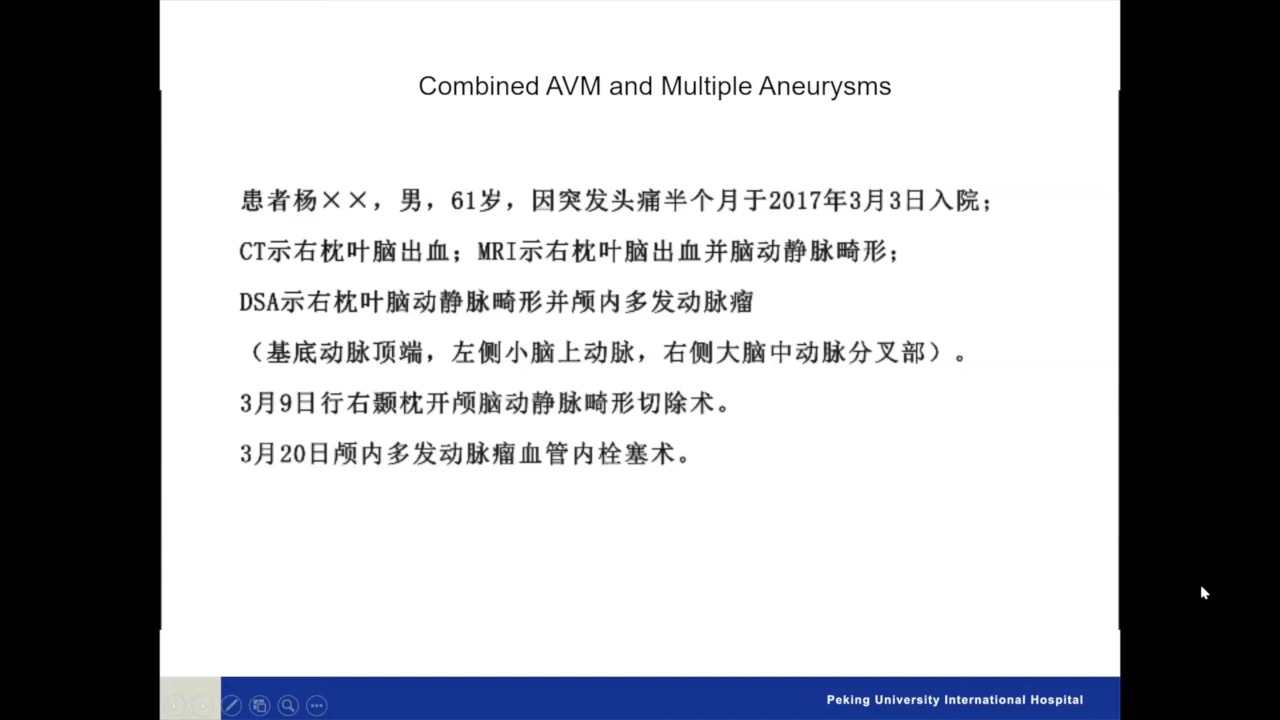 Combined AVM and Multiple Aneurysms
患者杨××，男，61岁，因突发头痛半个月于2017年3月3日入院；
CT示右枕叶脑出血；MRI示右枕叶脑出血并脑动静脉畸形；
DSA示右枕叶脑动静脉畸形并颅内多发动脉瘤
（基底动脉顶端，左侧小脑上动脉，右侧大脑中动脉分叉部）。
3月9日行右颞枕开颅脑动静脉畸形切除术。
3月20日颅内多发动脉瘤血管内栓塞术。
Peking University International Hospital